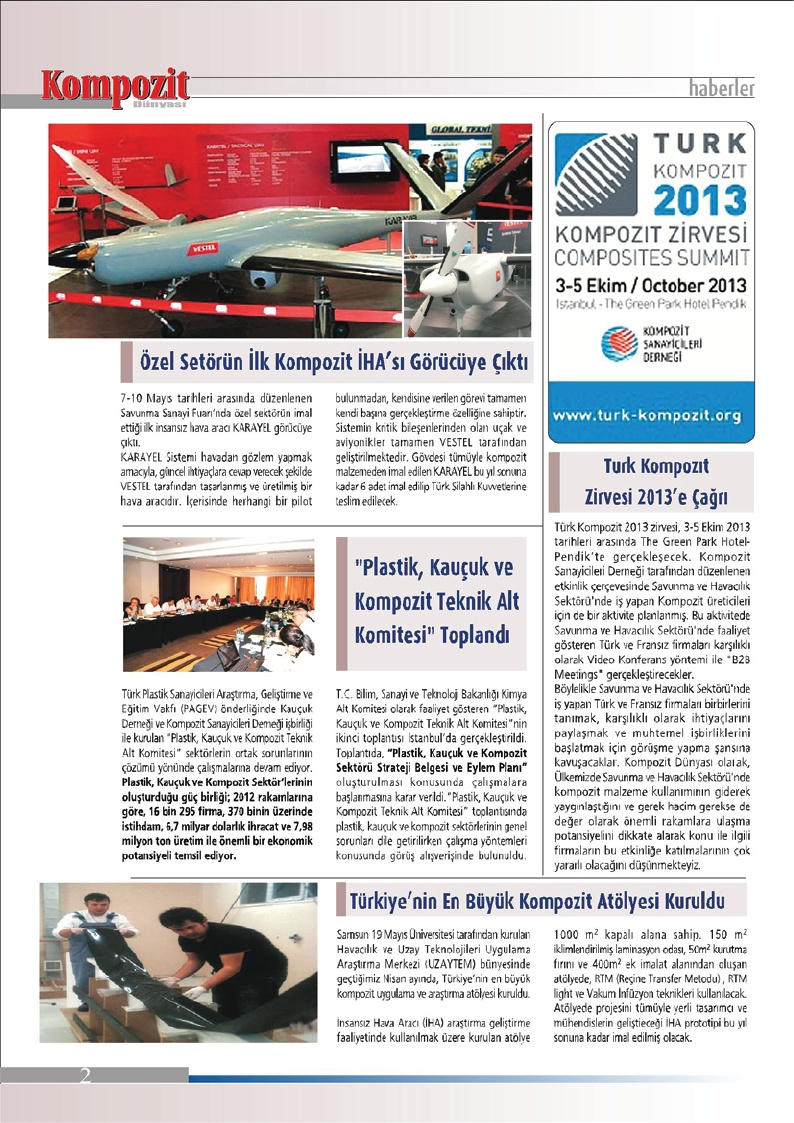 Kompozit
Dünyası
haberler
GLOBAL TEKNİ
KARAYEL / TACTICAL UAV
KARAYEL
VESTEL
Özel Setörün İlk Kompozit İHA'sı Görücüye Çıktı
7-10 Mayıs tarihleri arasında düzenlenen
Savunma Sanayi Fuarı'nda özel sektörün imal
ettiği ilk insansız hava aracı KARAYEL görücüye
çıktı.
KARAYEL Sistemi havadan gözlem yapmak
amacıyla, güncel ihtiyaçlara cevap verecek şekilde
VESTEL tarafından tasarlanmış ve üretilmiş bir
hava aracıdır. İçerisinde herhangi bir pilot
bulunmadan, kendisine verilen görevi tamamen
kendi başına gerçekleştirme özelliğine sahiptir.
Sistemin kritik bileşenlerinden olan uçak ve
aviyonikler tamamen VESTEL tarafından
geliştirilmektedir. Gövdesi tümüyle kompozit
malzemeden imal edilen KARAYEL bu yıl sonuna
kadar 6 adet imal edilip Türk Silahlı Kuvvetlerine
teslim edilecek.
"Plastik, Kauçuk ve
Kompozit Teknik Alt
Komitesi" Toplandı
Türk Plastik Sanayicileri Araştırma, Geliştirme ve
Eğitim Vakfı (PAGEV) önderliğinde Kauçuk
Derneği ve Kompozit Sanayicileri Derneği işbirliği
ile kurulan "Plastik, Kauçuk ve Kompozit Teknik
Alt Komitesi" sektörlerin ortak sorunlarının
çözümü yönünde çalışmalarına devam ediyor.
Plastik, Kauçuk ve Kompozit Sektör'lerinin
oluşturduğu güç birliği; 2012 rakamlarına
göre, 16 bin 295 firma, 370 binin üzerinde
istihdam, 6,7 milyar dolarlık ihracat ve 7,98
milyon ton üretim ile önemli bir ekonomik
potansiyeli temsil ediyor.
T.C. Bilim, Sanayi ve Teknoloji Bakanlığı Kimya
Alt Komitesi olarak faaliyet gösteren "Plastik,
Kauçuk ve Kompozit Teknik Alt Komitesi"nin
ikinci toplantısı İstanbul'da gerçekleştirildi.
Toplantıda, "Plastik, Kauçuk ve Kompozit
Sektörü Strateji Belgesi ve Eylem Planı"
oluşturulması konusunda çalışmalara
başlanmasına karar verildi. "Plastik, Kauçuk ve
Kompozit Teknik Alt Komitesi" toplantısında
plastik, kauçuk ve kompozit sektörlerinin genel
sorunları dile getirilirken çalışma yöntemleri
konusunda görüş alışverişinde bulunuldu.
TURK
KOMPOZIT
2013
KOMPOZIT ZIRVESI
COMPOSITES SUMMIT
3-5 Ekim / October 2013
Istanbul - The Green Park Hotel Pendik
KOMPOZİT
SANAYİCİLERİ
DERNEĞİ
www.turk-kompozit.org
Turk Kompozıt
Zirvesi 2013'e Çağrı
Türk Kompozit 2013 zirvesi, 3-5 Ekim 2013
tarihleri arasında The Green Park Hotel-
Pendik'te gerçekleşecek. Kompozit
Sanayicileri Derneği tarafından düzenlenen
etkinlik çerçevesinde Savunma ve Havacılık
Sektörü'nde iş yapan Kompozit üreticileri
için de bir aktivite planlanmış. Bu aktivitede
Savunma ve Havacılık Sektörü'nde faaliyet
gösteren Türk ve Fransız firmaları karşılıklı
olarak Video Konferans yöntemi ile "B2B
Meetings" gerçekleştirecekler.
Böylelikle Savunma ve Havacılık Sektörü'nde
iş yapan Türk ve Fransız firmaları birbirlerini
tanımak, karşılıklı olarak ihtiyaçlarını
paylaşmak ve muhtemel işbirliklerini
başlatmak için görüşme yapma şansına
kavuşacaklar. Kompozit Dünyası olarak,
Ülkemizde Savunma ve Havacılık Sektörü'nde
kompozit malzeme kullanımının giderek
yaygınlaştığını ve gerek hacim gerekse de
değer olarak önemli rakamlara ulaşma
potansiyelini dikkate alarak konu ile ilgili
firmaların bu etkinliğe katılmalarının çok
yararlı olacağını düşünmekteyiz.
Türkiye'nin En Büyük Kompozit Atölyesi Kuruldu
Samsun 19 Mayıs Üniversitesi tarafından kurulan
Havacılık ve Uzay Teknolojileri Uygulama
Araştırma Merkezi (UZAYTEM) bünyesinde
geçtiğimiz Nisan ayında, Türkiye'nin en büyük
kompozit uygulama ve araştırma atölyesi kuruldu.
İnsansız Hava Aracı (İHA) araştırma geliştirme
faaliyetinde kullanılmak üzere kurulan atölye
1000 m² kapalı alana sahip. 150 m²
iklimlendirilmiş laminasyon odası, 50m² kurutma
fırını ve 400m² ek imalat alanından oluşan
atölyede, RTM (Reçine Transfer Metodu) , RTM
light ve Vakum İnfüzyon teknikleri kullanılacak.
Atölyede projesini tümüyle yerli tasarımcı ve
mühendislerin geliştieceği İHA prototipi bu yıl
sonuna kadar imal edilmiş olacak.
2